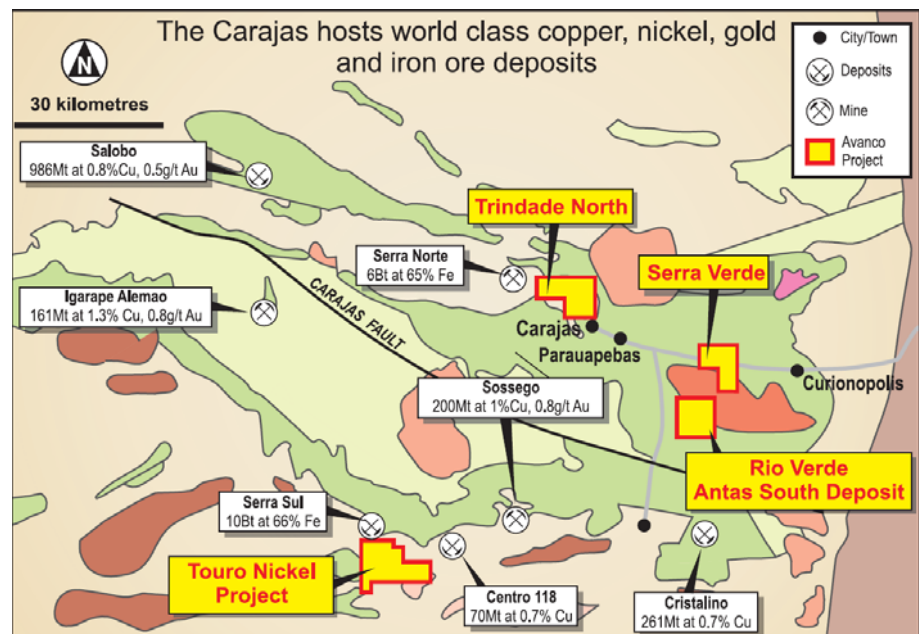 The Carajas hosts world class copper, nickel, gold
and iron ore deposits
N
30 kilometres
City/Town
Deposits
Mine
Avanco
Project
Salobo
986Mt at 0.8%Cu, 0.5g/t Au
Trindade North
Serra Norte
6Bt at 65% Fe
Serra Verde
Igarape Alemao
161Mt at 1.3% Cu, 0.8g/t Au
CARAJAS FAULT
Carajas
Parauapebas
Curionopolis
Sossego
200Mt at 1%Cu, 0.8g/t Au
Rio Verde
Antas South Deposit
Serra Sul
10Bt at 66% Fe
Touro Nickel
Project
Centro 118
70Mt at 0.7% Cu
Cristalino
261Mt at 0.7% Cu